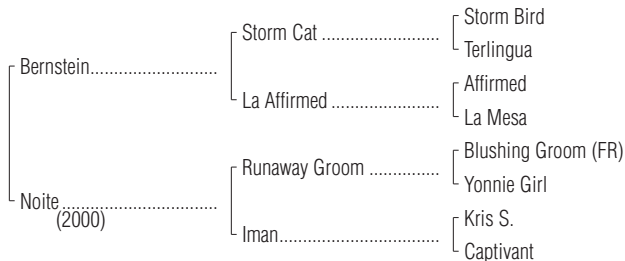 Storm Bird
Storm Cat ........................
Terlingua
Bernstein..........................
Affirmed
La Affirmed ......................
La Mesa
Blushing Groom (FR)
Runaway Groom ..............
Yonnie Girl
Noite................................
(2000)
Kris S.
Iman.................................
Captivant